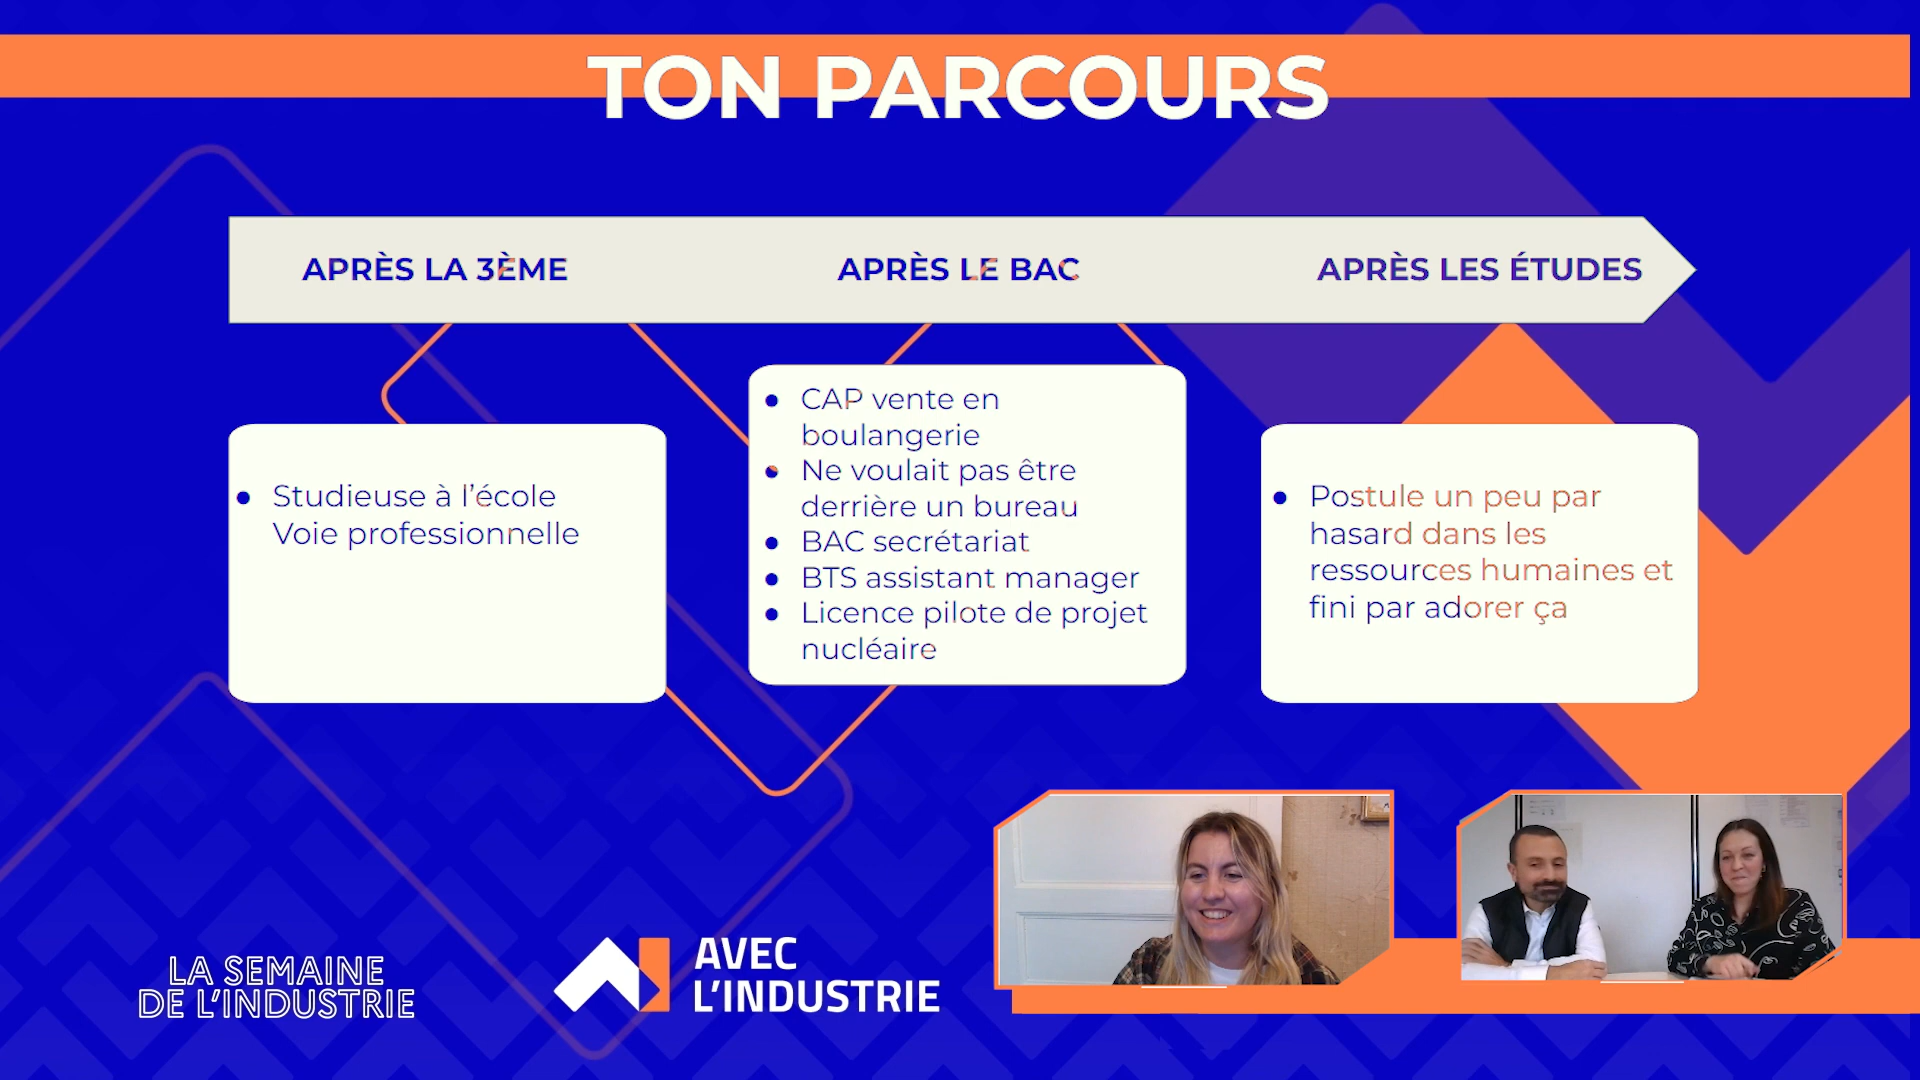 TON PARCOURS
APRÈS LA 3ÈME
APRÈS LE BAC
APRÈS LES ÉTUDES
● Studieuse à l'école
Voie professionnelle
● CAP vente en
boulangerie
● Ne voulait pas être
derrière un bureau
● BAC secrétariat
● BTS assistant manager
● Licence pilote de projet
nucléaire
● Postule un peu par
hasard dans les
ressources humaines et
fini par adorer ça
LA SEMAINE
DE L'INDUSTRIE
AVEC
L'INDUSTRIE